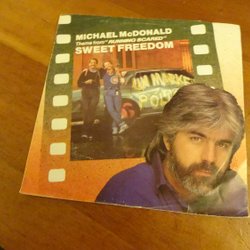 MICHAEL McDONALD
Theme from "RUNNING SCARED"
SWEET FREEDOM